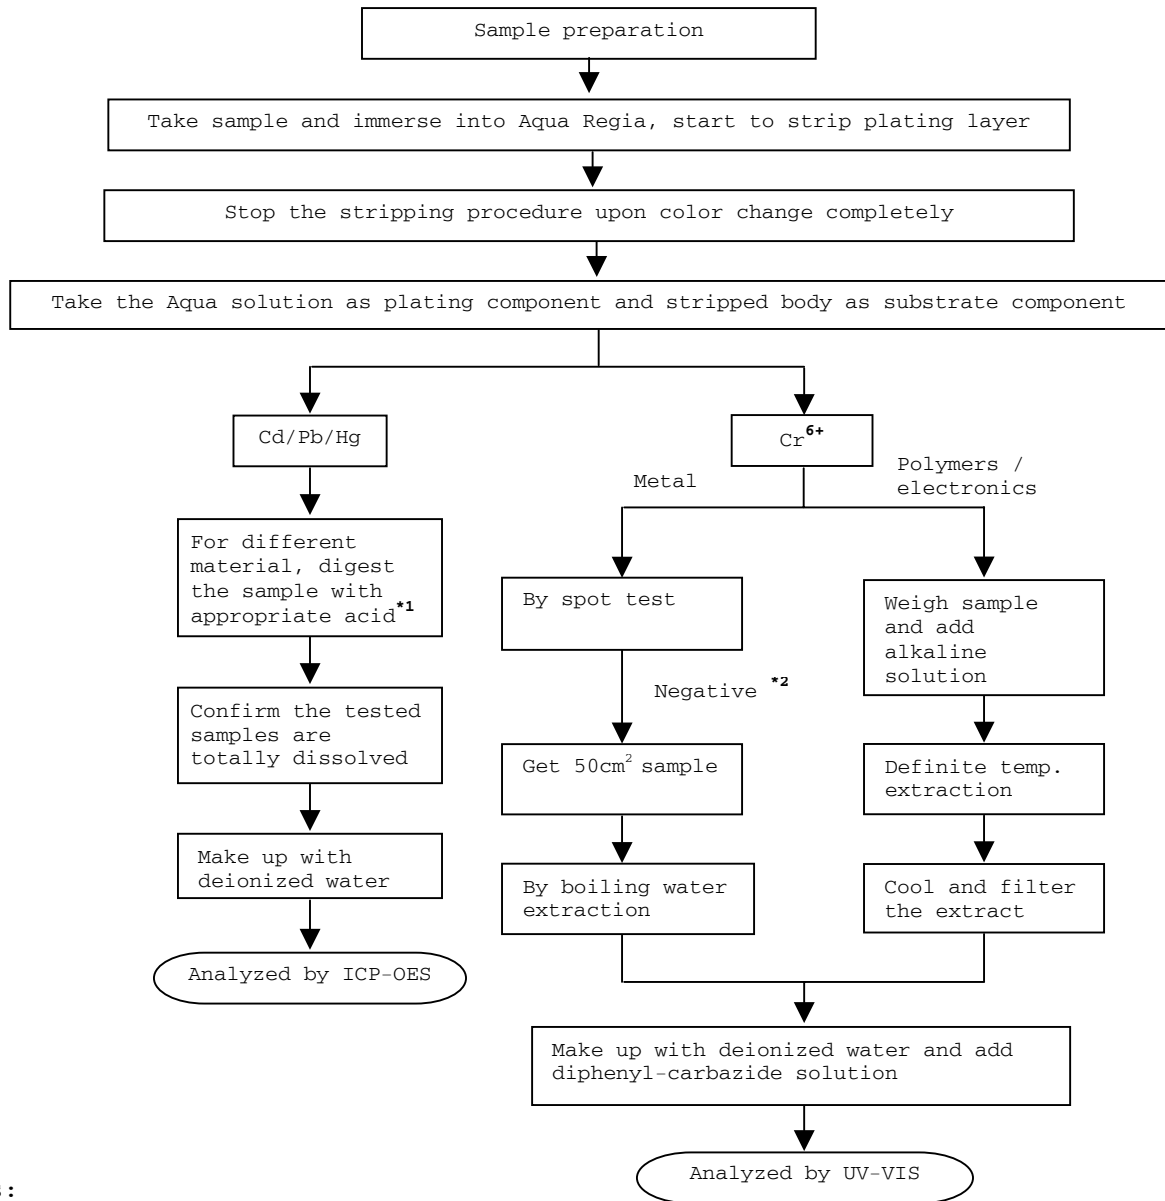 Sample preparation
Take sample and immerse into Aqua Regia, start to strip plating layer
Stop the stripping procedure upon color change completely
Take the Aqua solution as plating component and stripped body as substrate component
Cd/Pb/Hg
For different
material, digest
the sample with
appropriate acid*1
Confirm the tested
samples are
totally dissolved
Make up with
deionized water
Analyzed by ICP-OES
Cr6+
Metal
By spot test
Negative *2
Get 50cm2 sample
By boiling water
extraction
Polymers /
electronics
Weigh sample
and add
alkaline
solution
Definite temp.
extraction
Cool and filter
the extract
Make up with deionized water and add
diphenyl-carbazide solution
Analyzed by UV-VIS